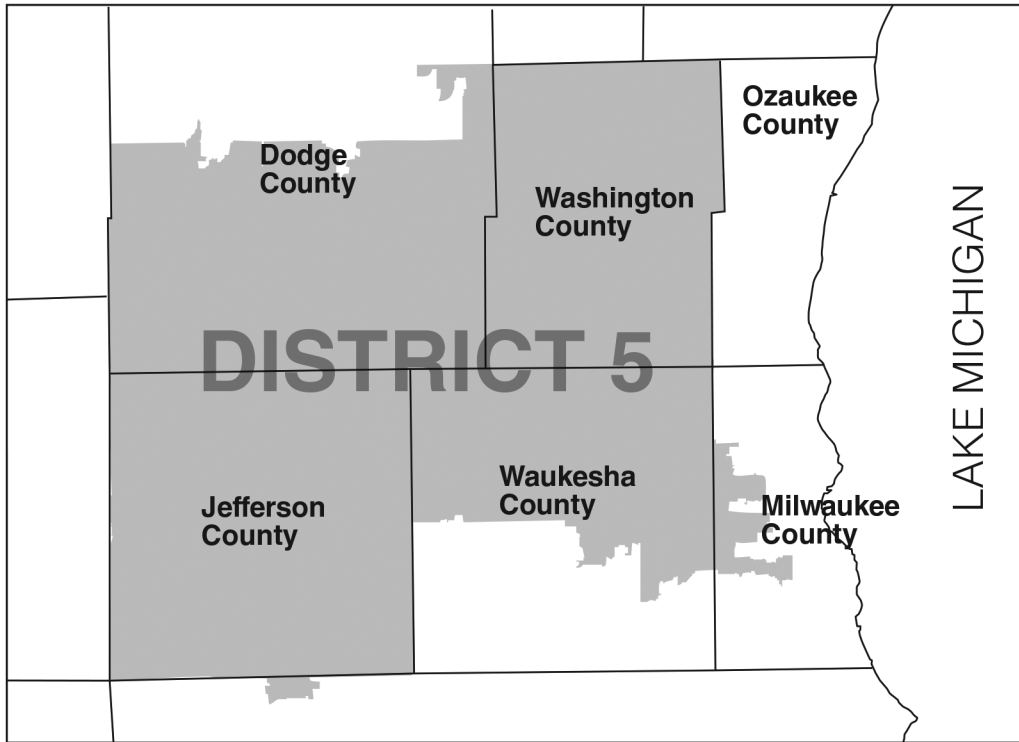 Ozaukee
County
Dodge
County
Washington
County
LAKE MICHIGAN
DISTRICT 5
Waukesha
County
Jefferson
County
Milwaukee
County